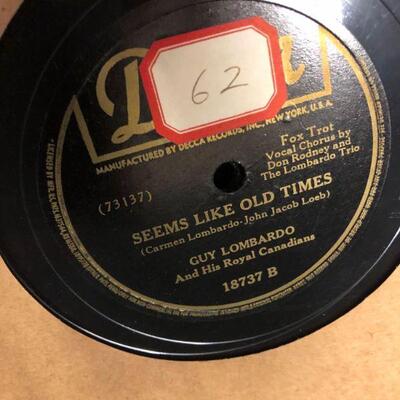 62
MANUFACTURED BY DECCA RECORDS, INC., NEW YORK, U.S.A.
Fox Trot
Vocal Chorus by
Don Rodney and
The Lombardo Trio
(73137)
SEEMS LIKE OLD TIMES
(Carmen Lombardo-John Jacob Loeb)
GUY LOMBARDO
And His Royal Canadians
18737 B